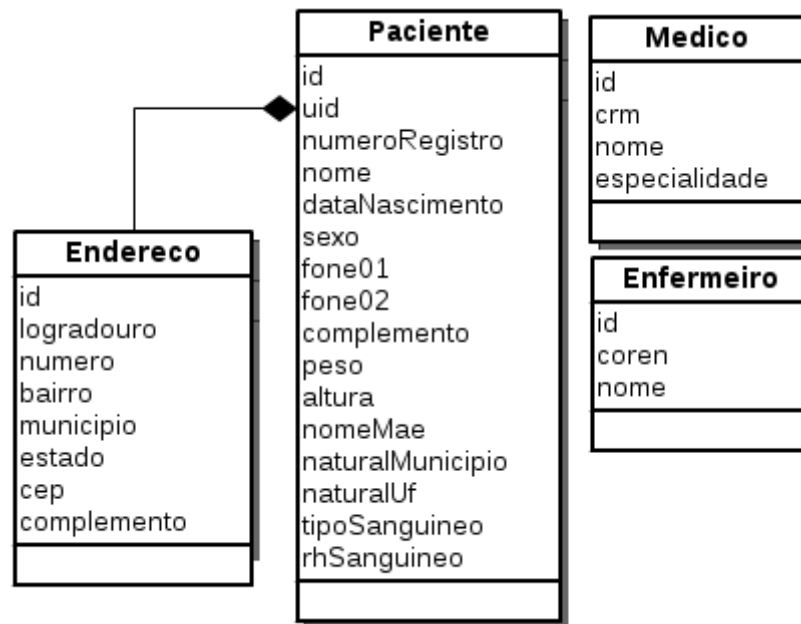 Paciente
id
uid
numeroRegistro
nome
dataNascimento
sexo
fone01
fone02
complemento
peso
altura
nomeMae
naturalMunicipio
naturalUf
tipoSanguineo
rhSanguineo
Medico
id
crm
nome
especialidade
Endereco
id
logradouro
numero
bairro
municipio
estado
cep
complemento
Enfermeiro
id
coren
nome